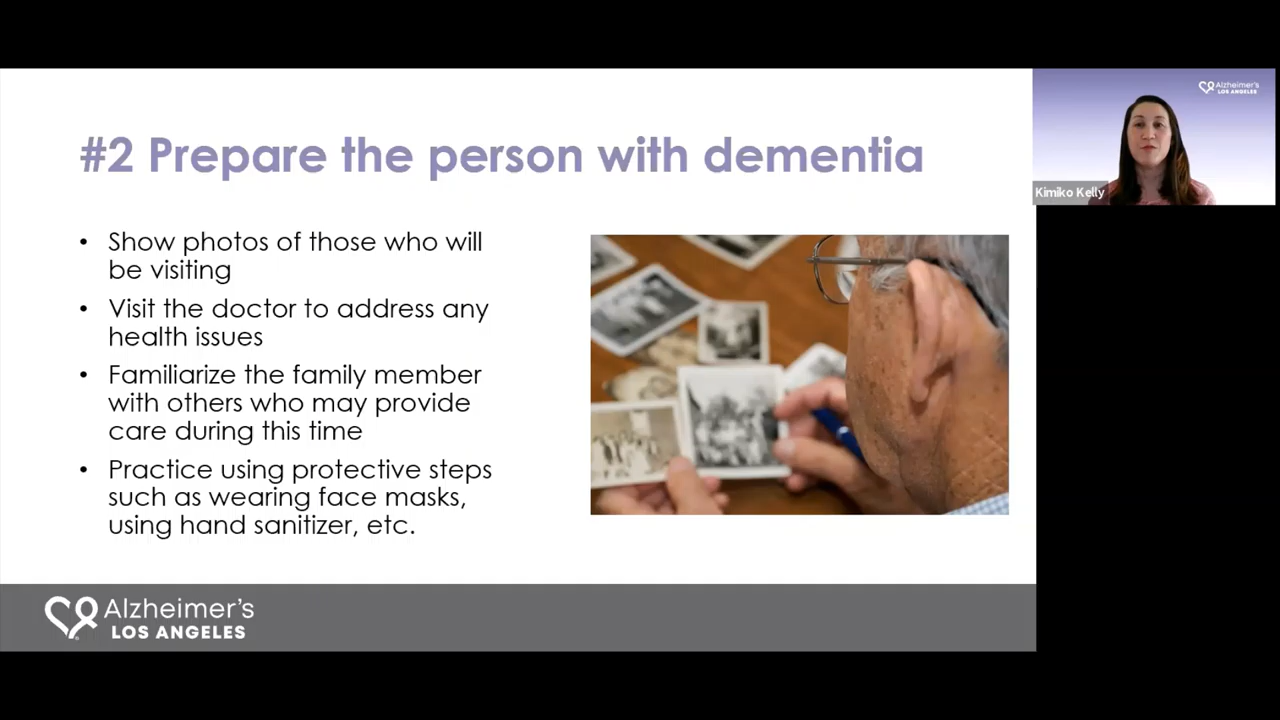 #2 Prepare the person with dementia
• Show photos of those who will
be visiting
• Visit the doctor to address any
health issues
• Familiarize the family member
with others who may provide
care during this time
• Practice using protective steps
such as wearing face masks,
using hand sanitizer, etc.
Alzheimer's
LOS ANGELES
Alzheimer's
LOS ANGELES
Kimiko Kelly